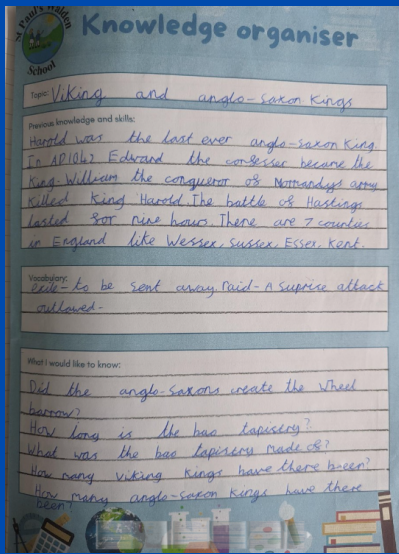 St Paul's Walden
School
Knowledge organiser
Topic: Viking and anglo-saxon Kings
Previous knowledge and skills:
Harold was the last ever anglo-saxon King
In AD1042 Edward the confesser became the
King. William the conqueror of Normandys army
killed King Harold. The battle of Hastings
lasted for nine hours. There are 7 counties
in England like Wessex, Sussex, Essex, Kent.
Vocabulary:
exile- to be sent away. raid- A suprise attack
outlawed-
What I would like to know:
Did the anglo-saxons create the wheel
barrow?
How long is the bao tapisery?
What was the bao tapisery made of?
How many viking kings have there been?
How many anglo-saxon kings have there
been?